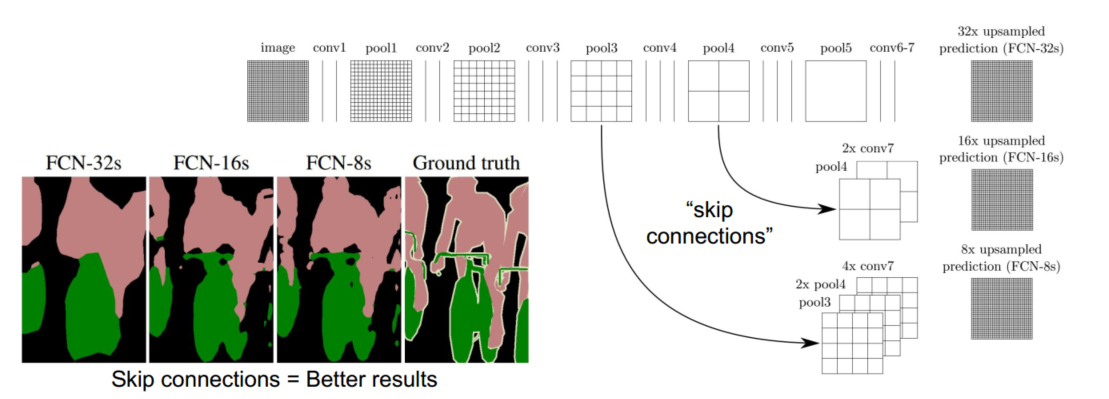 32x upsampled
image conv1 pool1 conv2 pool2 conv3 pool3 conv4 pool4 conv5 pool5 conv6-7 prediction (FCN-32s)
16x upsampled
2x conv7 prediction (FCN-16s)
FCN-32s FCN-16s FCN-8s Ground truth
pool4
"skip
connections"
8x upsampled
4x conv7 prediction (FCN-8s)
2x pool4
pool3
Skip connections = Better results